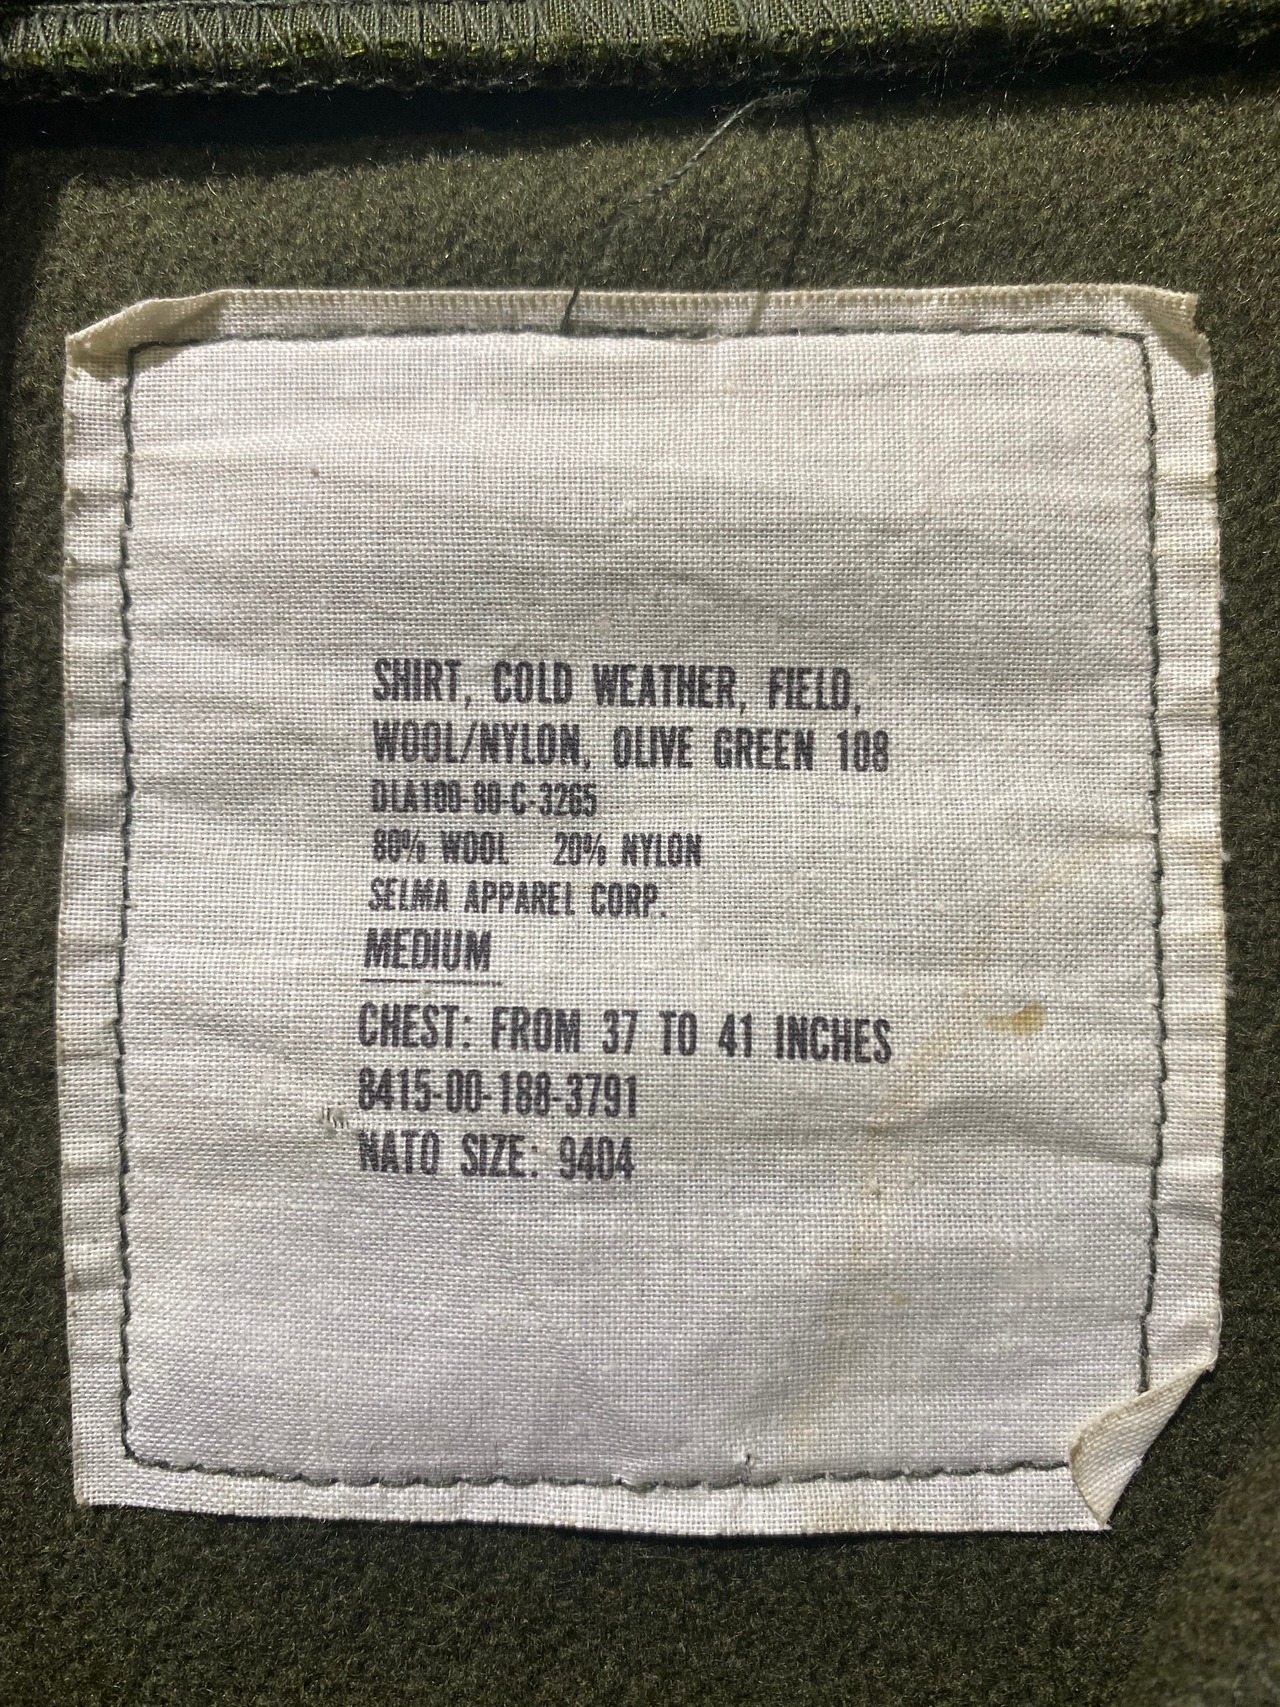 SHIRT, COLD WEATHER, FIELD,
WOOL/NYLON, OLIVE GREEN 108
DLA100-80-C-3265
80% WOOL 20% NYLON
SELMA APPAREL CORP.
MEDIUM
CHEST: FROM 37 TO 41 INCHES
8415-00-188-3791
NATO SIZE: 9404